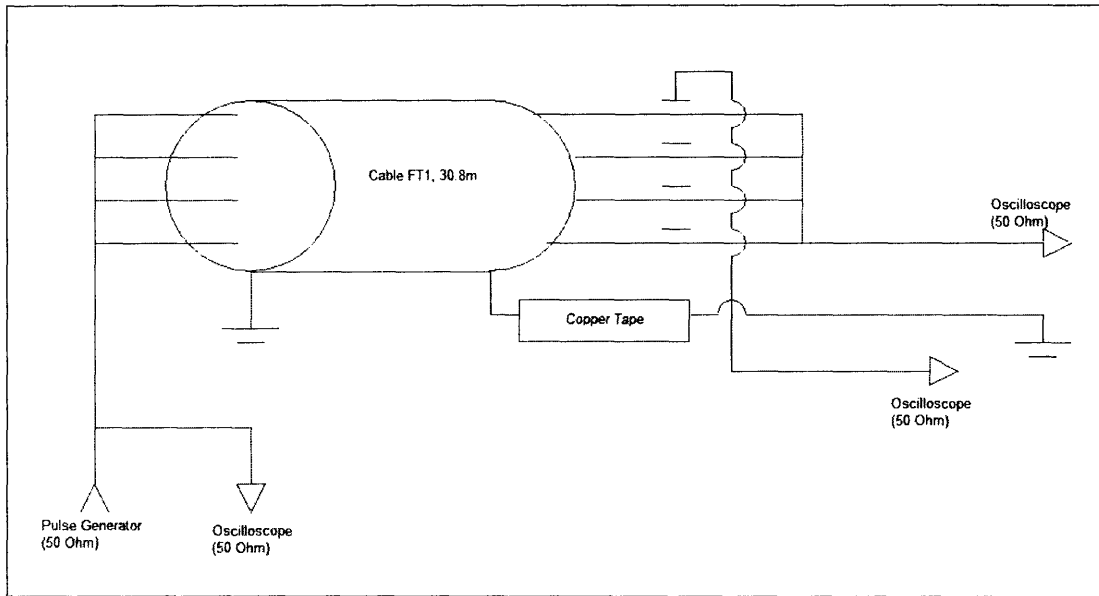 Cable FT1, 30.8m
Oscilloscope
(50 Ohm)
Copper Tape
Oscilloscope
(50 Ohm)
Pulse Generator
(50 Ohm)
Oscilloscope
(50 Ohm)